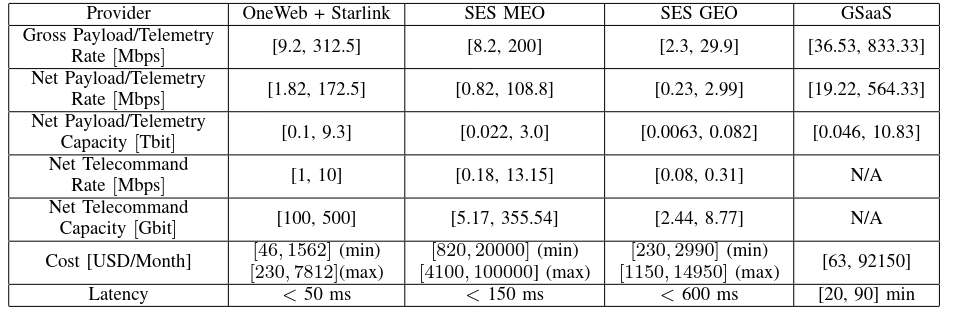 Provider OneWeb + Starlink SES MEO SES GEO GSaaS
Gross Payload/Telemetry
Rate [Mbps] [9.2, 312.5] [8.2, 200] [2.3, 29.9] [36.53, 833.33]
Net Payload/Telemetry
Rate [Mbps] [1.82, 172.5] [0.82, 108.8] [0.23, 2.99] [19.22, 564.33]
Net Payload/Telemetry
Capacity [Tbit] [0.1, 9.3] [0.022, 3.0] [0.0063, 0.082] [0.046, 10.83]
Net Telecommand
Rate [Mbps] [1, 10] [0.18, 13.15] [0.08, 0.31] N/A
Net Telecommand
Capacity [Gbit] [100, 500] [5.17, 355.54] [2.44, 8.77] N/A
Cost [USD/Month] [46, 1562] (min) [820, 20000] (min) [230, 2990] (min) [63, 92150]
[230, 7812](max) [4100, 100000] (max) [1150, 14950] (max)
Latency < 50 ms < 150 ms < 600 ms [20, 90] min